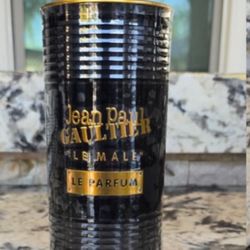 Jean Paul
GAULTIER
"LE MALE"
LE PARFUM